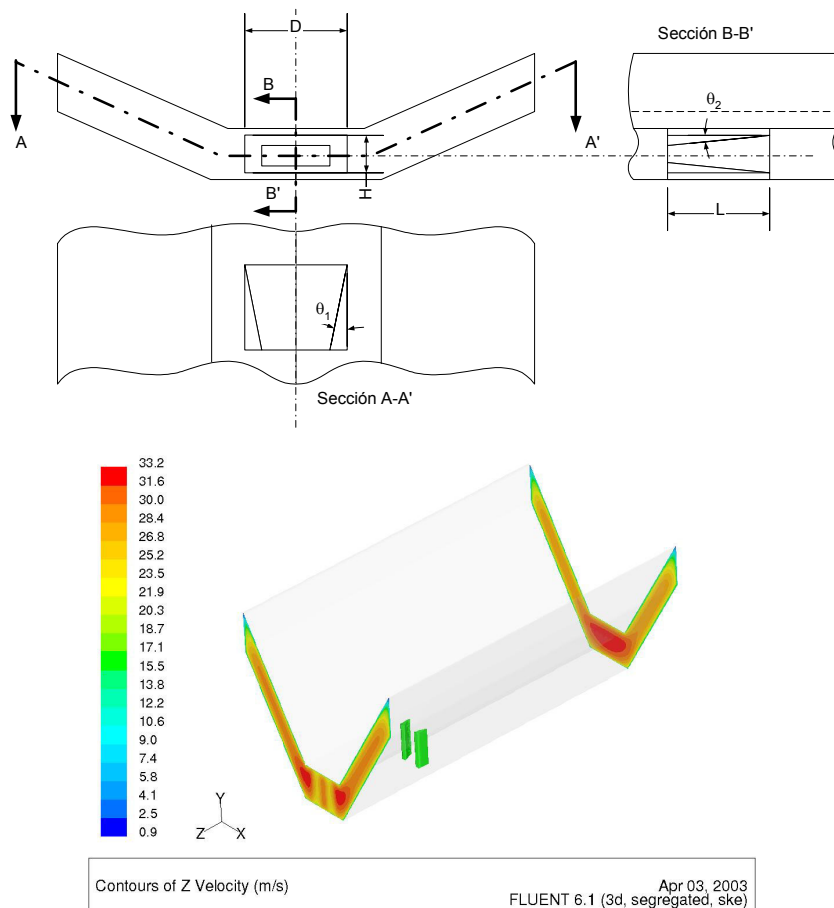 D
Sección B-B'
B
θ2
A
A'
B'
H
L
θ1
Sección A-A'
33.2
31.6
30.0
28.4
26.8
25.2
23.5
21.9
20.3
18.7
17.1
15.5
13.8
12.2
10.6
9.0
7.4
5.8
4.1
2.5
0.9
Y
Z
X
Contours of Z Velocity (m/s)
Apr 03, 2003
FLUENT 6.1 (3d, segregated, ske)